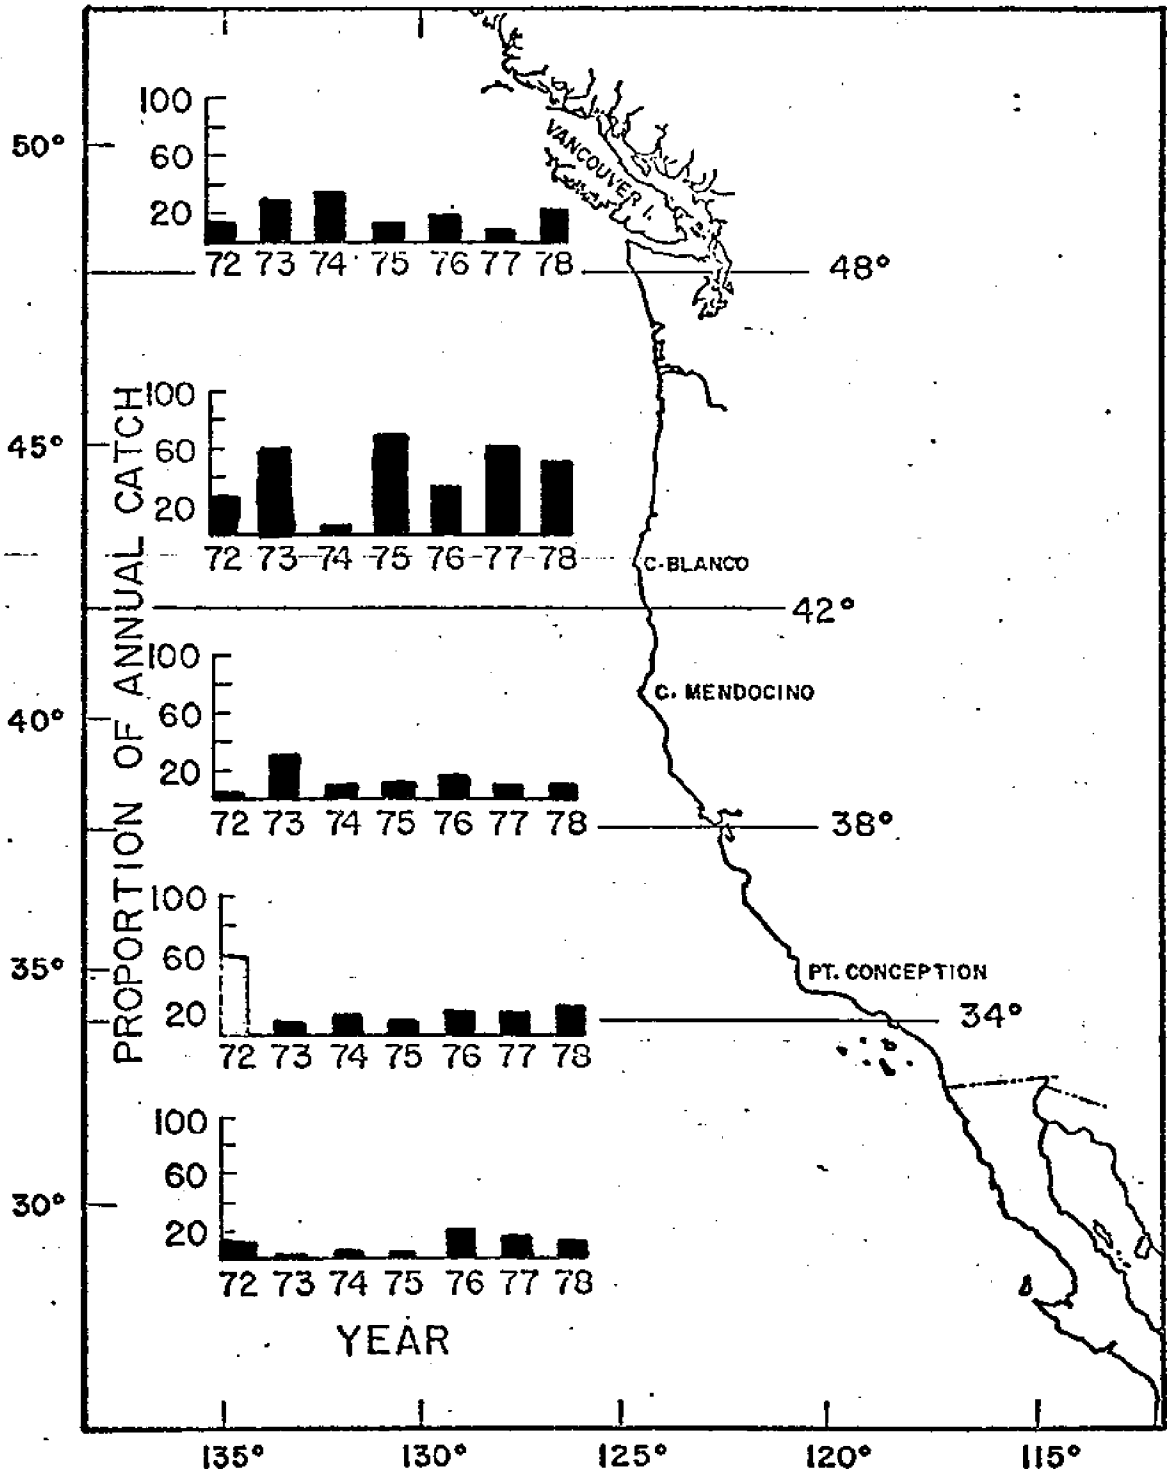 50°
100
60
20
72 73 74 75 76 77 78
VANCOUVER I.
48°
45°
100
60
20
72 73 74 75 76 77 78
C. BLANCO
42°
40°
100
60
20
72 73 74 75 76 77 78
C. MENDOCINO
38°
35°
100
60
20
72 73 74 75 76 77 78
PT. CONCEPTION
34°
30°
100
60
20
72 73 74 75 76 77 78
PROPORTION OF ANNUAL CATCH
YEAR
135° 130° 125° 120° 115°